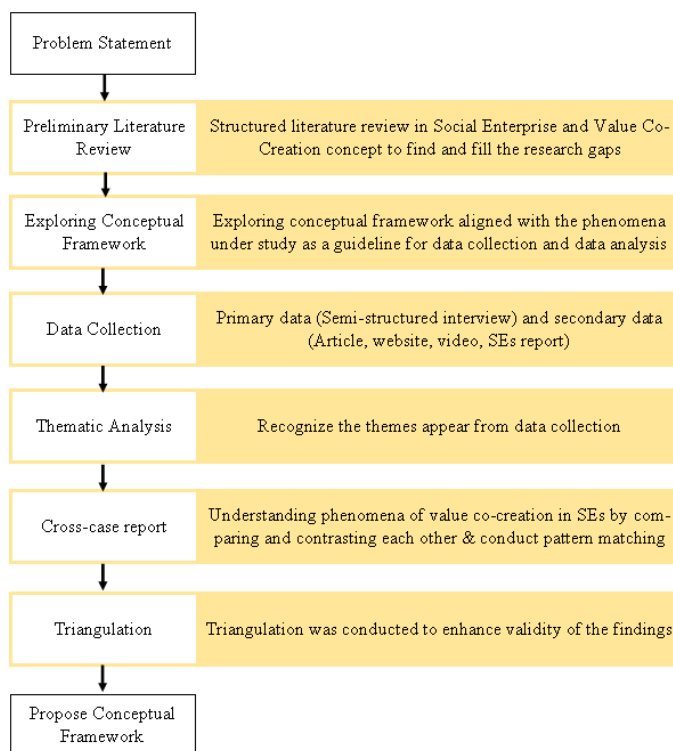 Problem Statement
Preliminary Literature
Review
Structured literature review in Social Enterprise and Value Co-
Creation concept to find and fill the research gaps
Exploring Conceptual
Framework
Exploring conceptual framework aligned with the phenomena
under study as a guideline for data collection and data analysis
Data Collection
Primary data (Semi-structured interview) and secondary data
(Article, website, video, SEs report)
Thematic Analysis
Recognize the themes appear from data collection
Cross-case report
Understanding phenomena of value co-creation in SEs by com-
paring and contrasting each other & conduct pattern matching
Triangulation
Triangulation was conducted to enhance validity of the findings
Propose Conceptual
Framework